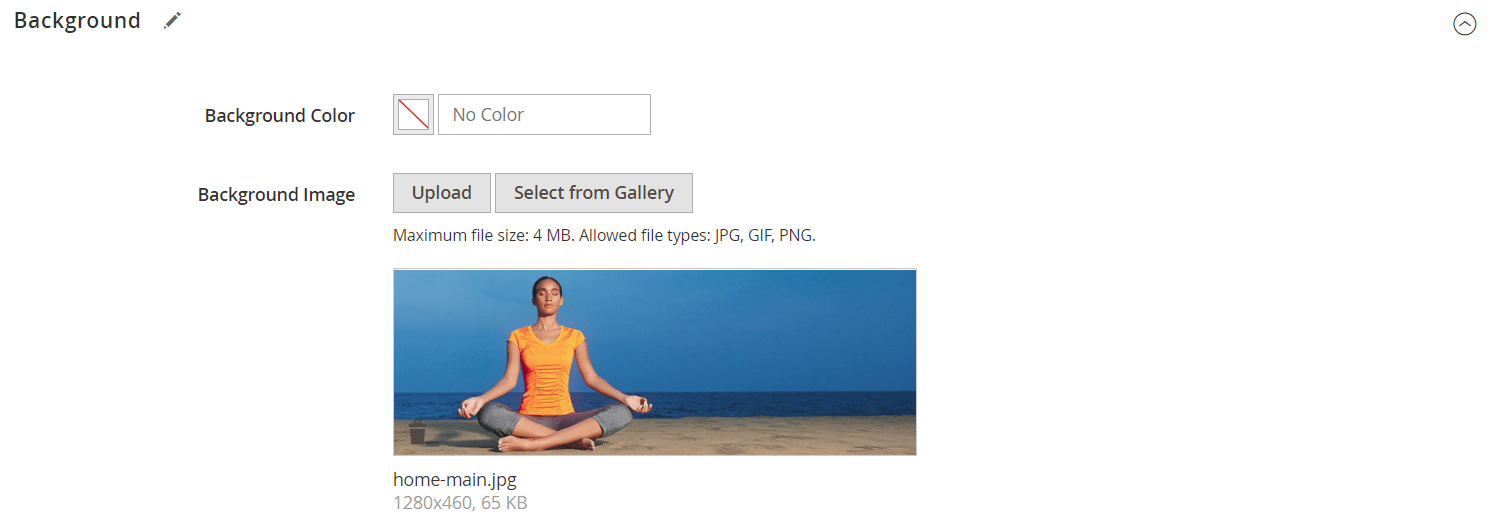 Background
Background Color
No Color
Background Image
Upload
Select from Gallery
Maximum file size: 4 MB. Allowed file types: JPG, GIF, PNG.
home-main.jpg
1280x460, 65 KB